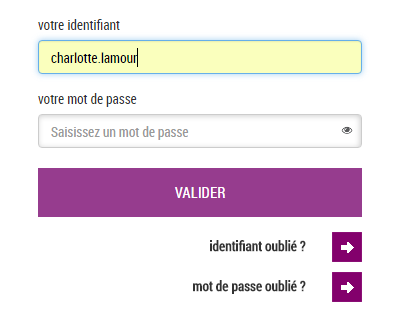 votre identifiant
charlotte.lamour
votre mot de passe
Saisissez un mot de passe
VALIDER
identifiant oublié ?
mot de passe oublié ?